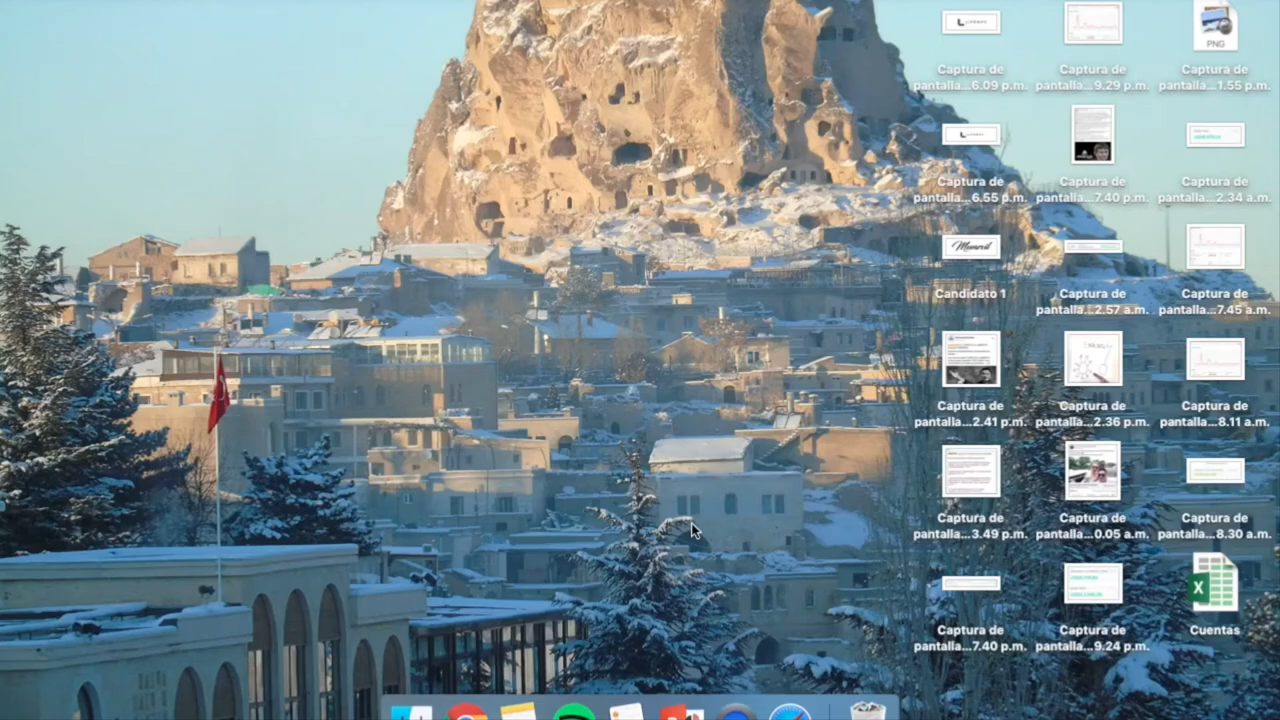 Captura de
pantalla...6.09 p.m.
Captura de
pantalla...9.29 p.m.
PNG
Captura de
pantalla...1.55 p.m.
Captura de
pantalla...6.55 p.m.
Captura de
pantalla...7.40 p.m.
Captura de
pantalla...2.34 a.m.
Candidato 1
Captura de
pantalla...2.57 a.m.
Captura de
pantalla...7.45 a.m.
Captura de
pantalla...2.41 p.m.
Captura de
pantalla...2.36 p.m.
Captura de
pantalla...8.11 a.m.
Captura de
pantalla...3.49 p.m.
Captura de
pantalla...0.05 a.m.
Captura de
pantalla...8.30 a.m.
Captura de
pantalla...7.40 p.m.
Captura de
pantalla...9.24 p.m.
X
Cuentas